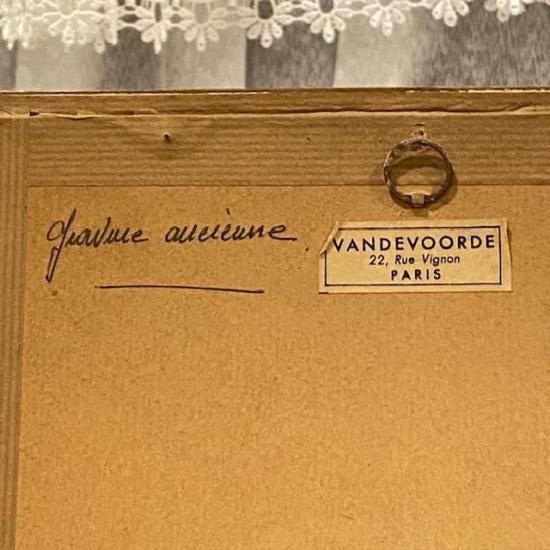 gravure ancienne
VANDEVOORDE
22, Rue Vignon
PARIS